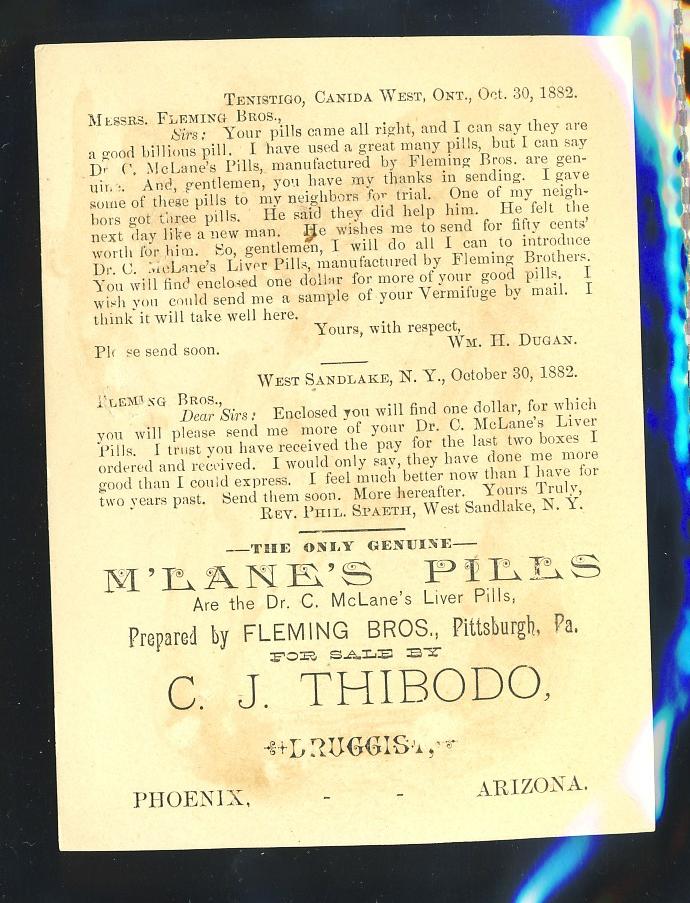 Tenistigo, Canida West, Ont., Oct. 30, 1882.
Messrs. Fleming Bros.,
Sirs: Your pills came all right, and I can say they are
a good billious pill. I have used a great many pills, but I can say
Dr C. McLane's Pills, manufactured by Fleming Bros. are gen-
uine. And, gentlemen, you have my thanks in sending. I gave
some of these pills to my neighbors for trial. One of my neigh-
bors got three pills. He said they did help him. He felt the
next day like a new man. He wishes me to send for fifty cents'
worth for him. So, gentlemen, I will do all I can to introduce
Dr. C. McLane's Liver Pills, manufactured by Fleming Brothers.
You will find enclosed one dollar for more of your good pills, I
wish you could send me a sample of your Vermifuge by mail. I
think it will take well here.
Yours, with respect,
Wm. H. Dugan.
Please send soon.
West Sandlake, N. Y., October 30, 1882.
Fleming Bros.,
Dear Sirs: Enclosed you will find one dollar, for which
you will please send me more of your Dr. C. McLane's Liver
Pills. I trust you have received the pay for the last two boxes I
ordered and received. I would only say, they have done me more
good than I could express. I feel much better now than I have for
two years past. Send them soon. More hereafter. Yours Truly,
Rev. Phil. Spaeth, West Sandlake, N. Y.
—THE ONLY GENUINE—
M'LANE'S PILLS
Are the Dr. C. McLane's Liver Pills,
Prepared by FLEMING BROS., Pittsburgh, Pa.
FOR SALE BY
C. J. THIBODO,
DRUGGIST,
PHOENIX, - - ARIZONA.